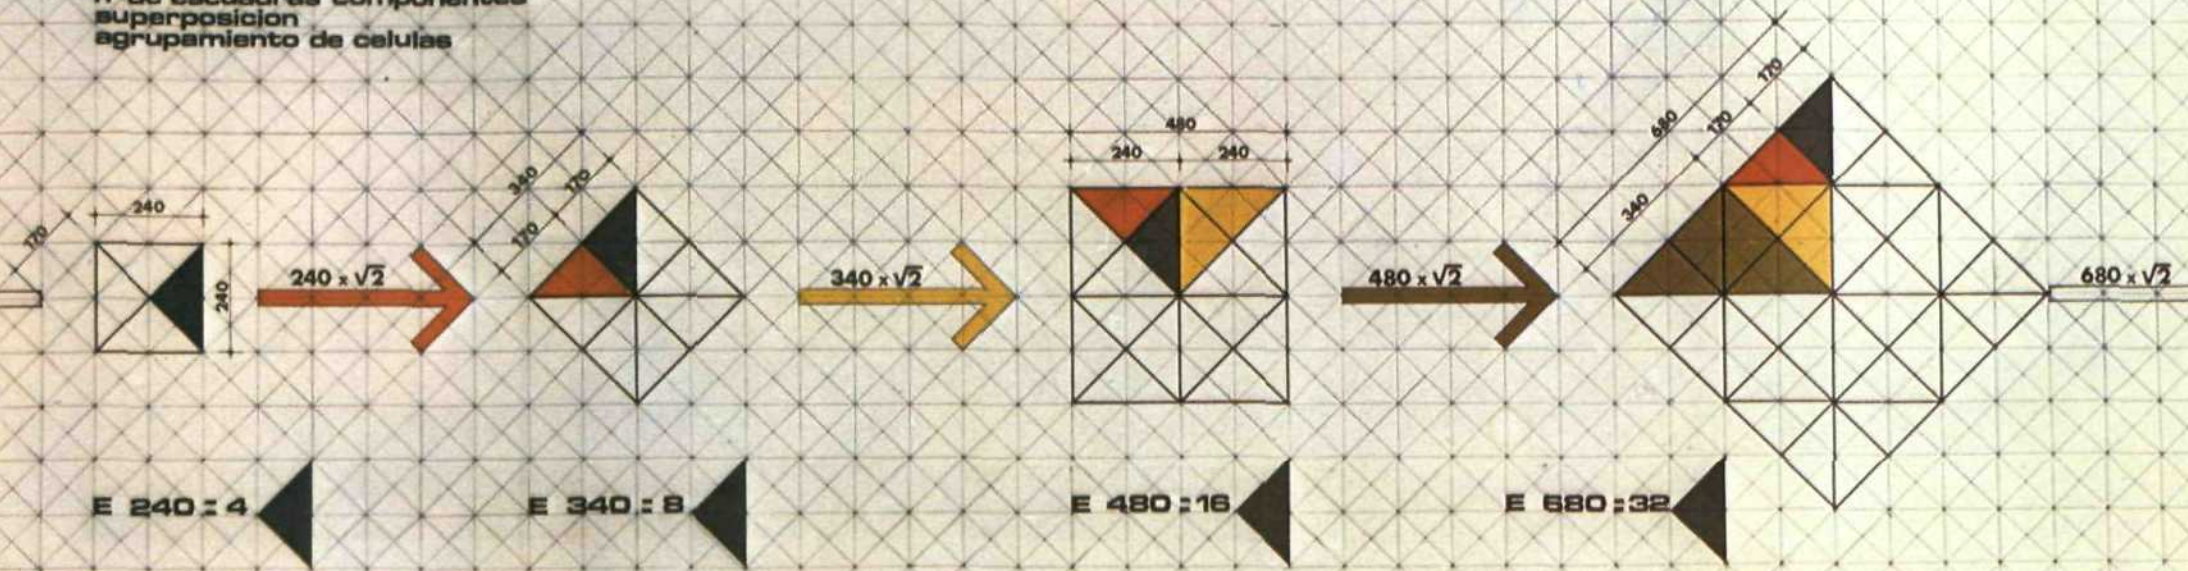 superposicion
agrupamiento de celulas
170
240
240
240 x √2
340
170
170
340 x √2
480
240
240
480 x √2
680
170
170
340
680 x √2
E 240 = 4
E 340 = 8
E 480 = 16
E 680 = 32